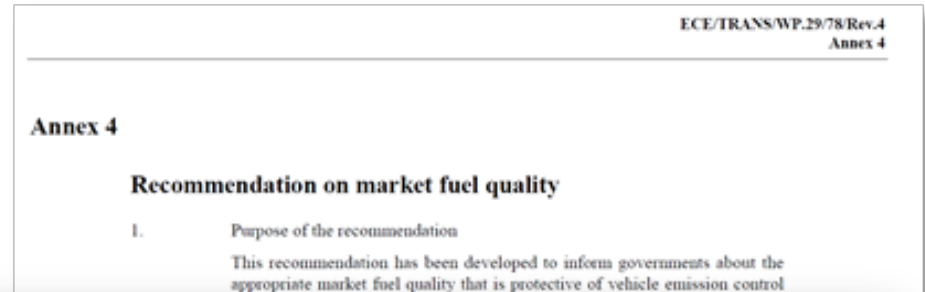 ECE/TRANS/WP.29/78/Rev.4
Annex 4
Annex 4
Recommendation on market fuel quality
1. Purpose of the recommendation
This recommendation has been developed to inform governments about the
appropriate market fuel quality that is protective of vehicle emission control